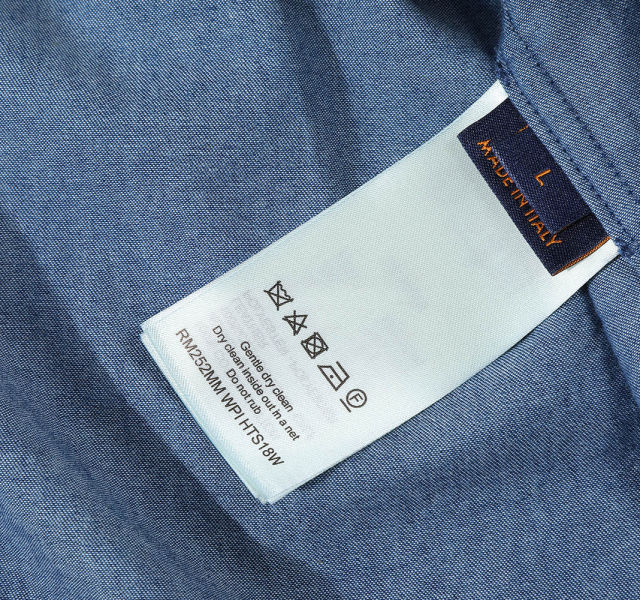 L
MADE IN ITALY
F
Gentle dry clean
Dry clean inside out in a net
Do not rub
RM252MM WPI HTS18W